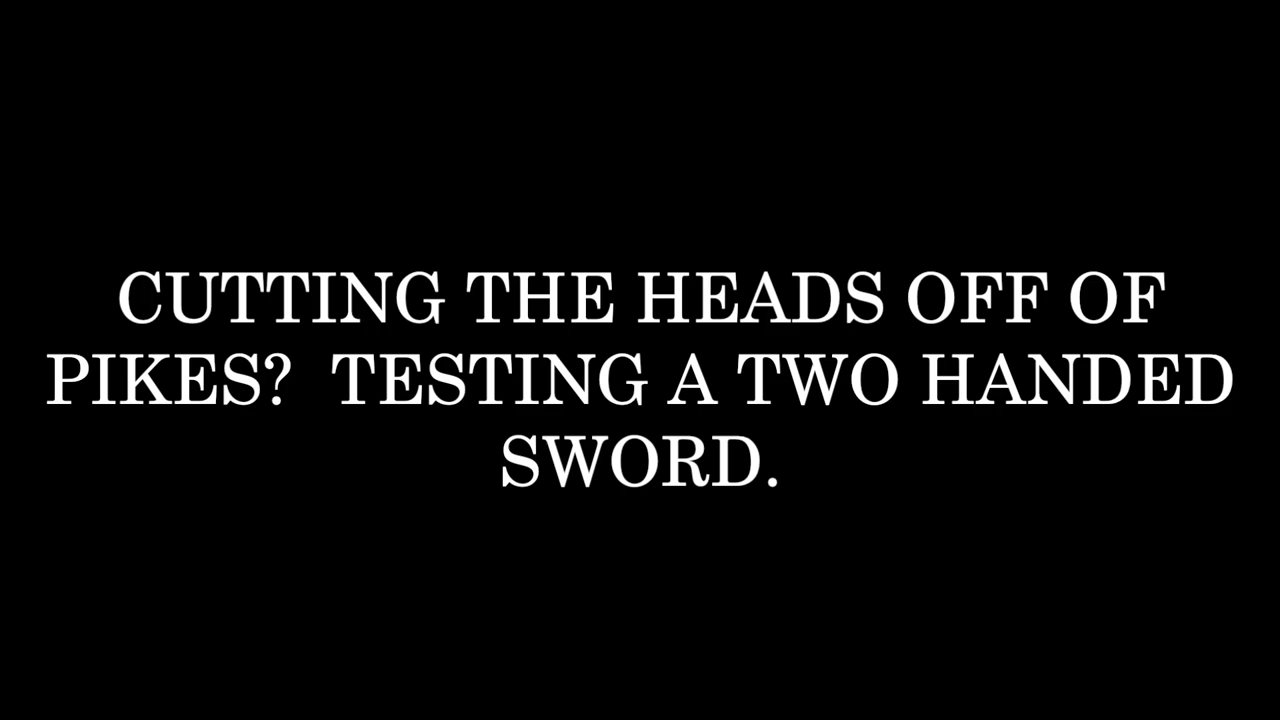 CUTTING THE HEADS OFF OF
PIKES?  TESTING A TWO HANDED
SWORD.